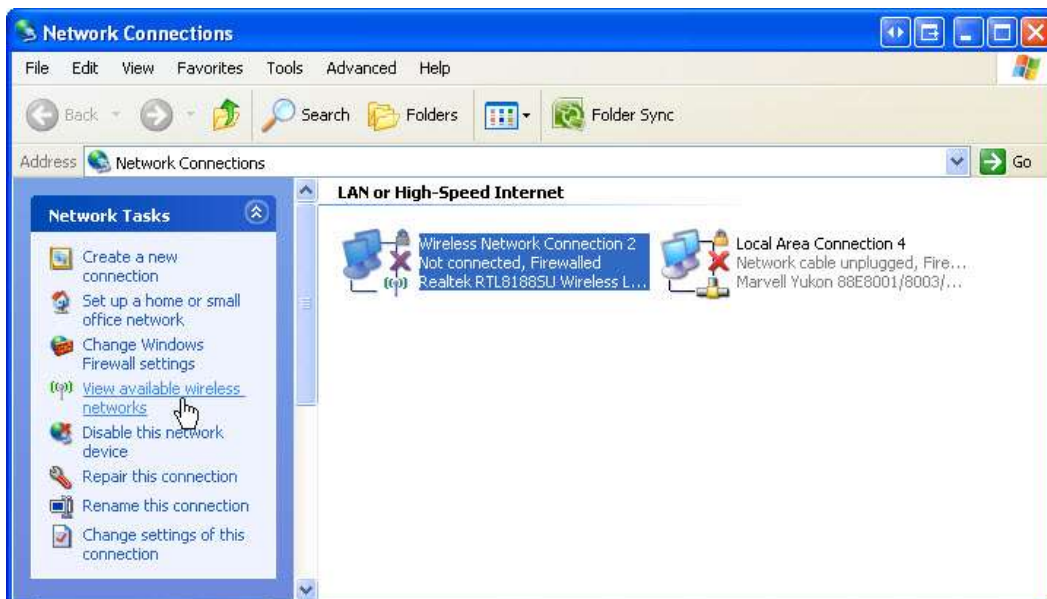 Network Connections
File Edit View Favorites Tools Advanced Help
Back Search Folders Folder Sync
Address Network Connections Go
Network Tasks
Create a new
connection
Set up a home or small
office network
Change Windows
Firewall settings
View available wireless
networks
Disable this network
device
Repair this connection
Rename this connection
Change settings of this
connection
LAN or High-Speed Internet
Wireless Network Connection 2
Not connected, Firewalled
Realtek RTL8188SU Wireless L...
Local Area Connection 4
Network cable unplugged, Fire...
Marvell Yukon 88E8001/8003/...